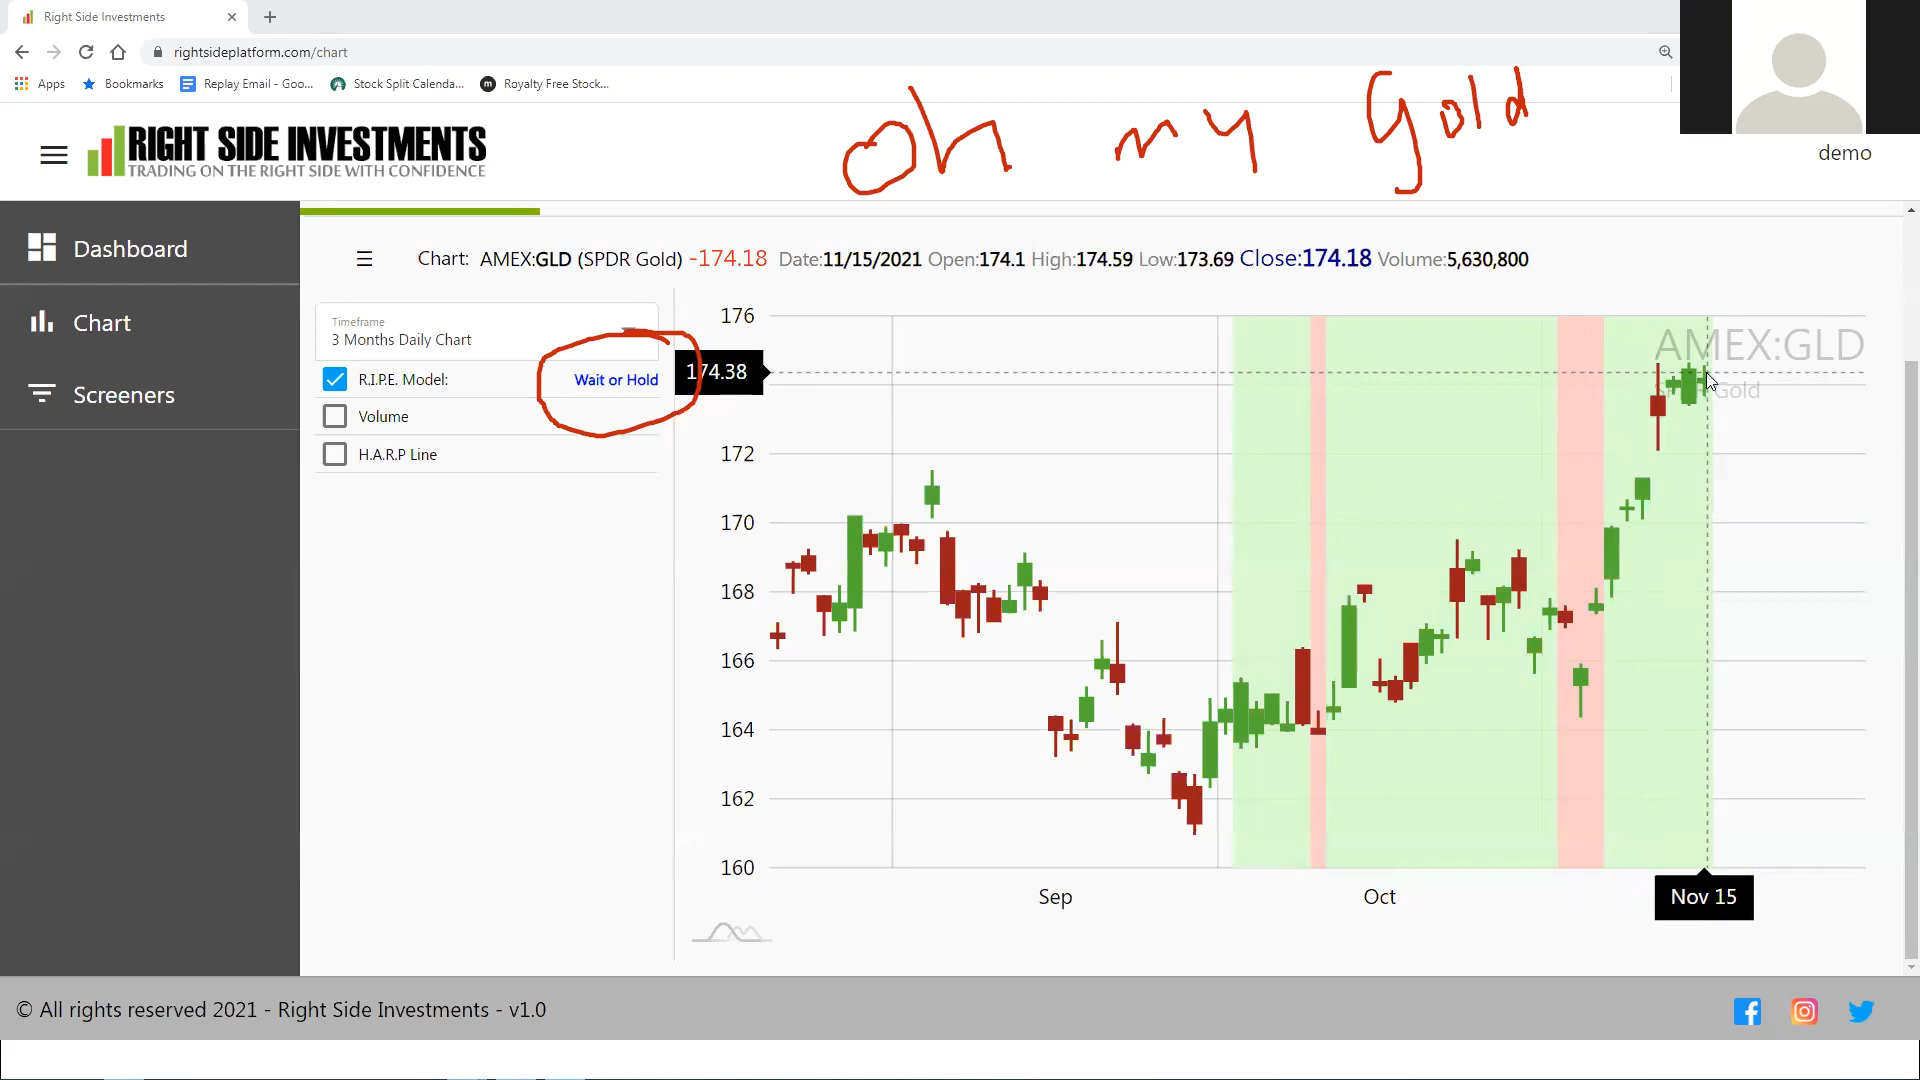 Right Side Investments
rightsideplatform.com/chart
Apps
Bookmarks
Replay Email - Goo...
Stock Split Calenda...
m
Royalty Free Stock...
oh my Gold
demo
RIGHT SIDE INVESTMENTS
TRADING ON THE RIGHT SIDE WITH CONFIDENCE
Dashboard
Chart
Screeners
Chart: AMEX:GLD (SPDR Gold) -174.18 Date:11/15/2021 Open:174.1 High:174.59 Low:173.69 Close:174.18 Volume:5,630,800
Timeframe
3 Months Daily Chart
R.I.P.E. Model: Wait or Hold
Volume
H.A.R.P Line
176
174.38
172
170
168
166
164
162
160
AMEX:GLD
Gold
Sep
Oct
Nov 15
© All rights reserved 2021 - Right Side Investments - v1.0